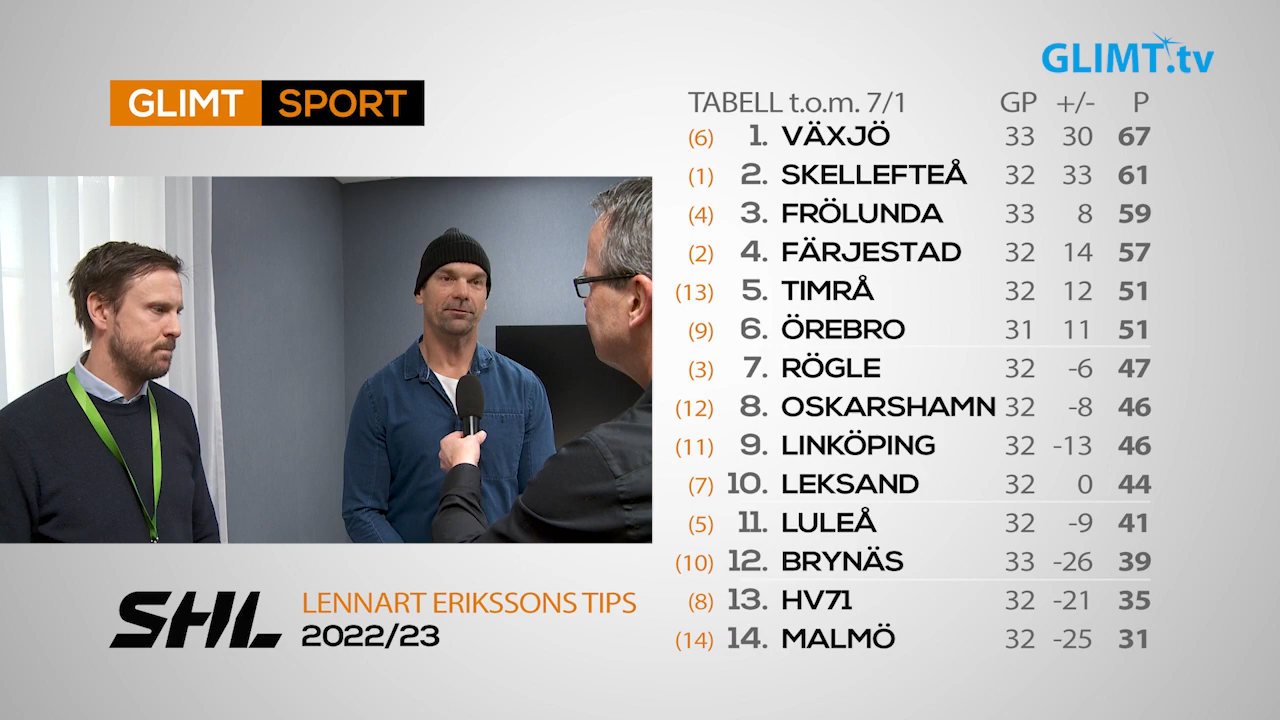 GLIMT.tv
GLIMT SPORT
TABELL t.o.m. 7/1 GP +/- P
(6) 1. VÄXJÖ 33 30 67
(1) 2. SKELLEFTEÅ 32 33 61
(4) 3. FRÖLUNDA 33 8 59
(2) 4. FÄRJESTAD 32 14 57
(13) 5. TIMRÅ 32 12 51
(9) 6. ÖREBRO 31 11 51
(3) 7. RÖGLE 32 -6 47
(12) 8. OSKARSHAMN 32 -8 46
(11) 9. LINKÖPING 32 -13 46
(7) 10. LEKSAND 32 0 44
(5) 11. LULEÅ 32 -9 41
(10) 12. BRYNÄS 33 -26 39
(8) 13. HV71 32 -21 35
(14) 14. MALMÖ 32 -25 31
SHL
LENNART ERIKSSONS TIPS
2022/23